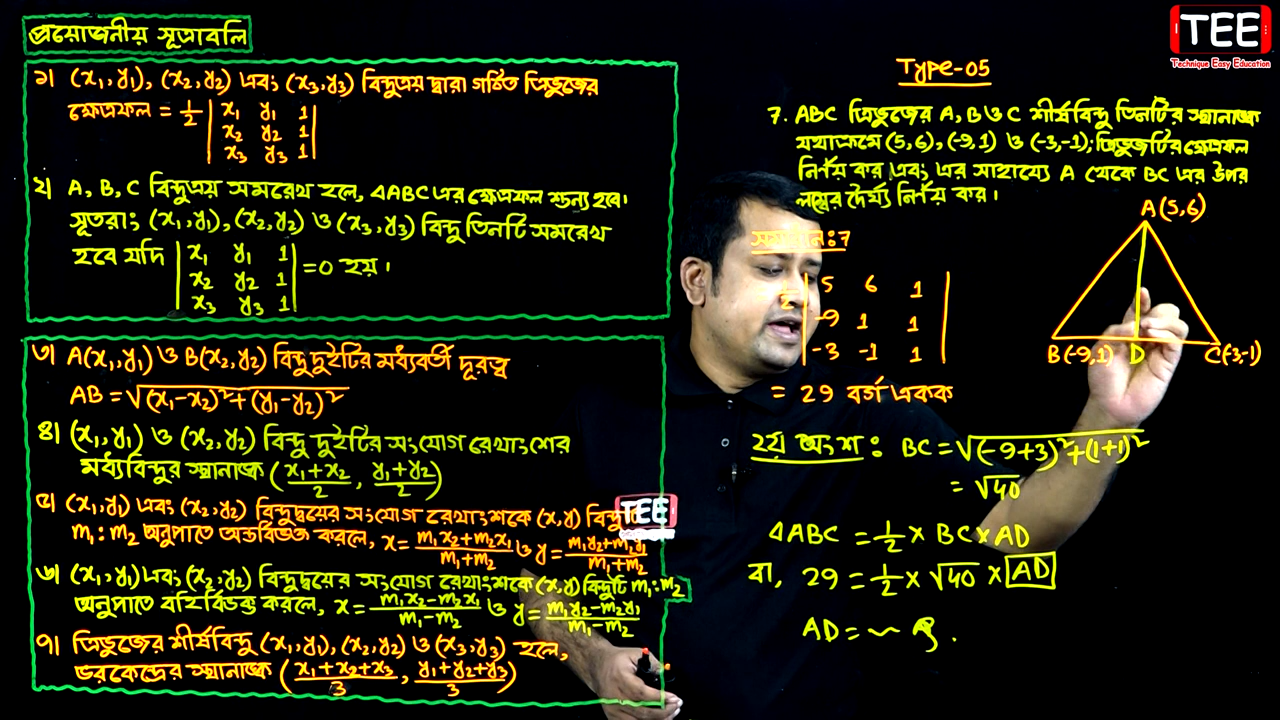 প্রয়োজনীয় সূত্রাবলি
১। (x₁, y₁), (x₂, y₂) এবং (x₃, y₃) বিন্দুত্রয় দ্বারা গঠিত ত্রিভুজের
ক্ষেত্রফল = 1/2 | x₁ y₁ 1 |
x₂ y₂ 1
x₃ y₃ 1
২। A, B, C বিন্দুত্রয় সমরেখ হলে, ΔABC এর ক্ষেত্রফল শূন্য হবে।
সুতরাং (x₁, y₁), (x₂, y₂) ও (x₃, y₃) বিন্দু তিনটি সমরেখ
হবে যদি | x₁ y₁ 1 | = 0 হয়।
x₂ y₂ 1
x₃ y₃ 1
৩। A(x₁, y₁) ও B(x₂, y₂) বিন্দু দুইটির মধ্যবর্তী দূরত্ব
AB = √(x₁-x₂)²+(y₁-y₂)²
৪। (x₁, y₁) ও (x₂, y₂) বিন্দু দুইটির সংযোগ রেখাংশের
মধ্যবিন্দুর স্থানাঙ্ক ((x₁+x₂)/2, (y₁+y₂)/2)
৫। (x₁, y₁) এবং (x₂, y₂) বিন্দুদ্বয়ের সংযোগ রেখাংশকে (x, y)
m₁ : m₂ অনুপাতে অন্তর্বিভক্ত করলে, x = (m₁x₂+m₂x₁)/(m₁+m₂) ও y = (m₁y₂+m₂y₁)/(m₁+m₂)
৬। (x₁, y₁) এবং (x₂, y₂) বিন্দুদ্বয়ের সংযোগ রেখাংশকে (x, y) বিন্দুটি m₁ : m₂
অনুপাতে বহির্বিভক্ত করলে, x = (m₁x₂-m₂x₁)/(m₁-m₂) ও y = (m₁y₂-m₂y₁)/(m₁-m₂)
৭। ত্রিভুজের শীর্ষবিন্দু (x₁, y₁), (x₂, y₂) ও (x₃, y₃) হলে,
ভরকেন্দ্রের স্থানাঙ্ক ((x₁+x₂+x₃)/3, (y₁+y₂+y₃)/3)
TEE
TEE
Technique Easy Education
Type-05
7. ABC ত্রিভুজের A, B ও C শীর্ষবিন্দু তিনটির স্থানাঙ্ক
যথাক্রমে (5, 6), (-9, 1) ও (-3, -1); ত্রিভুজটির ক্ষেত্রফল
নির্ণয় কর এবং এর সাহায্যে A থেকে BC এর উপর
লম্বের দৈর্ঘ্য নির্ণয় কর।
A(5,6)
B(-9,1) D C(-3,-1)
| 5 6 1 |
-9 1 1
-3 -1 1
= 29 বর্গ একক
২য় অংশ : BC = √(-9+3)²+(1+1)²
= √40
ΔABC = 1/2 × BC × AD
বা, 29 = 1/2 × √40 × AD
AD =